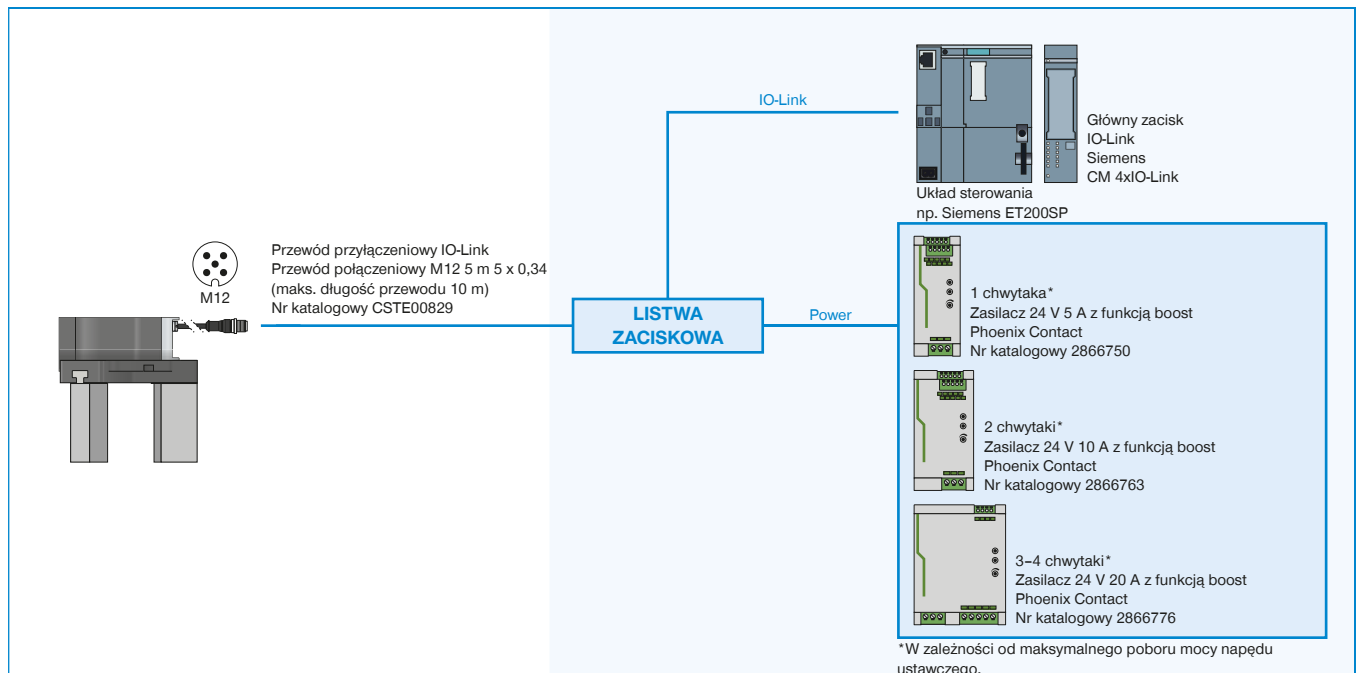 IO-Link
Główny zacisk
IO-Link
Siemens
CM 4xIO-Link
Układ sterowania
np. Siemens ET200SP
M12
Przewód przyłączeniowy IO-Link
Przewód połączeniowy M12 5 m 5 x 0,34
(maks. długość przewodu 10 m)
Nr katalogowy CSTE00829
LISTWA
ZACISKOWA
Power
1 chwytaka*
Zasilacz 24 V 5 A z funkcją boost
Phoenix Contact
Nr katalogowy 2866750
2 chwytaki*
Zasilacz 24 V 10 A z funkcją boost
Phoenix Contact
Nr katalogowy 2866763
3–4 chwytaki*
Zasilacz 24 V 20 A z funkcją boost
Phoenix Contact
Nr katalogowy 2866776
*W zależności od maksymalnego poboru mocy napędu
ustawczego.